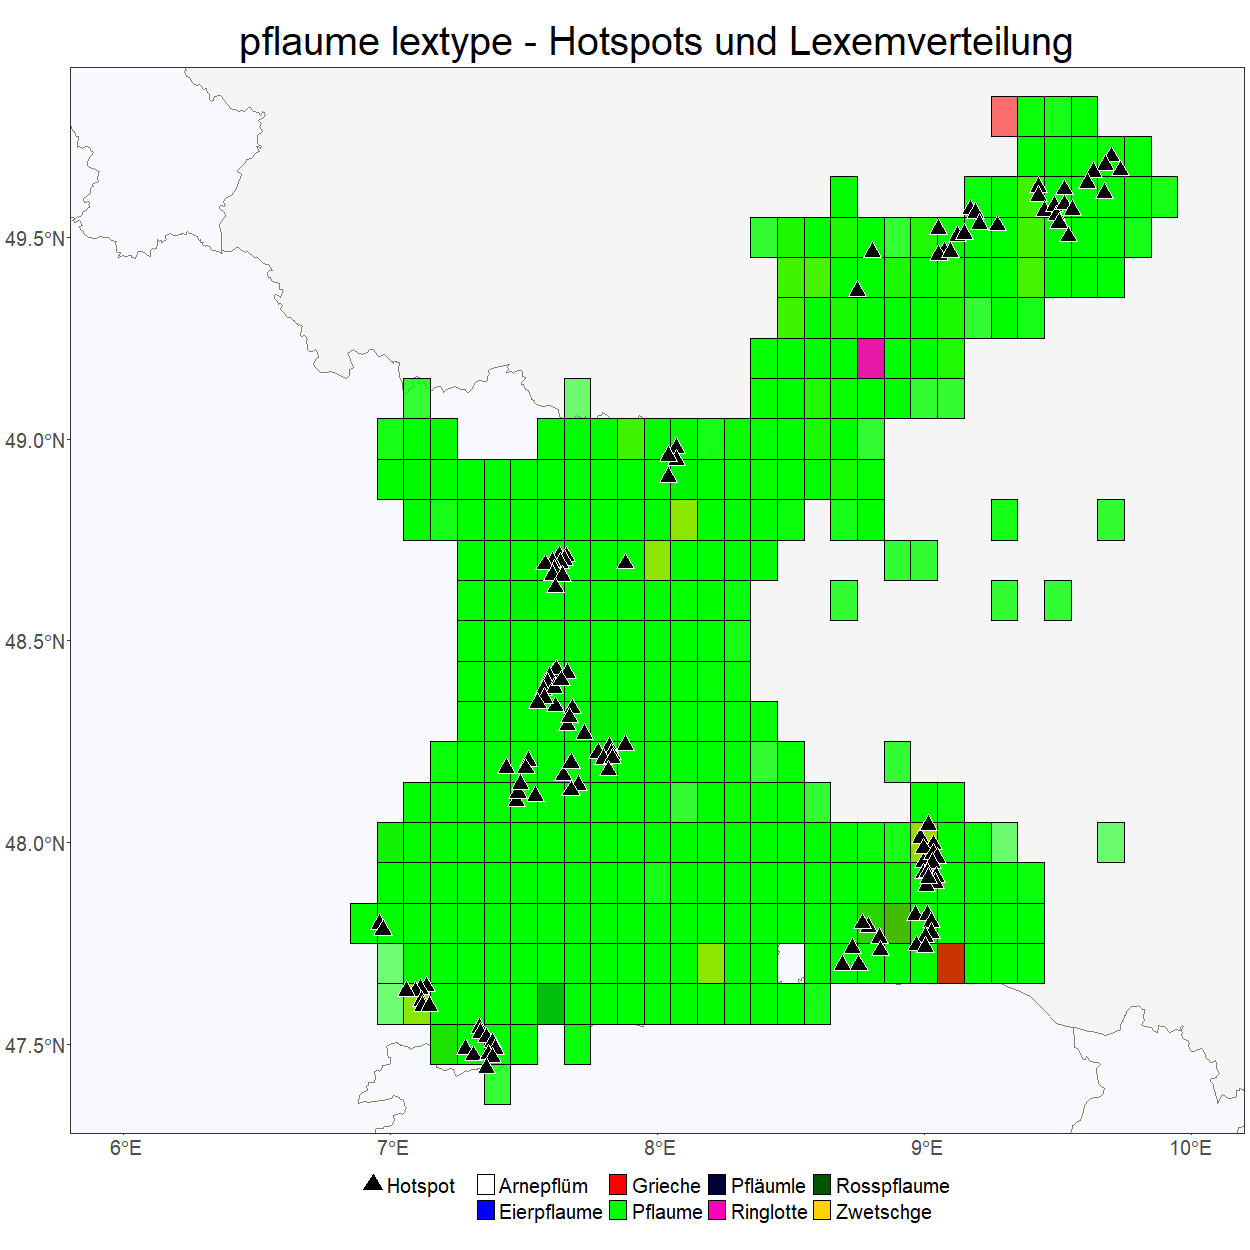 pflaume lextype - Hotspots und Lexemverteilung
49.5°N
49.0°N
48.5°N
48.0°N
47.5°N
6°E 7°E 8°E 9°E 10°E
Hotspot Arnepflüm Grieche Pfläumle Rosspflaume
Eierpflaume Pflaume Ringlotte Zwetschge